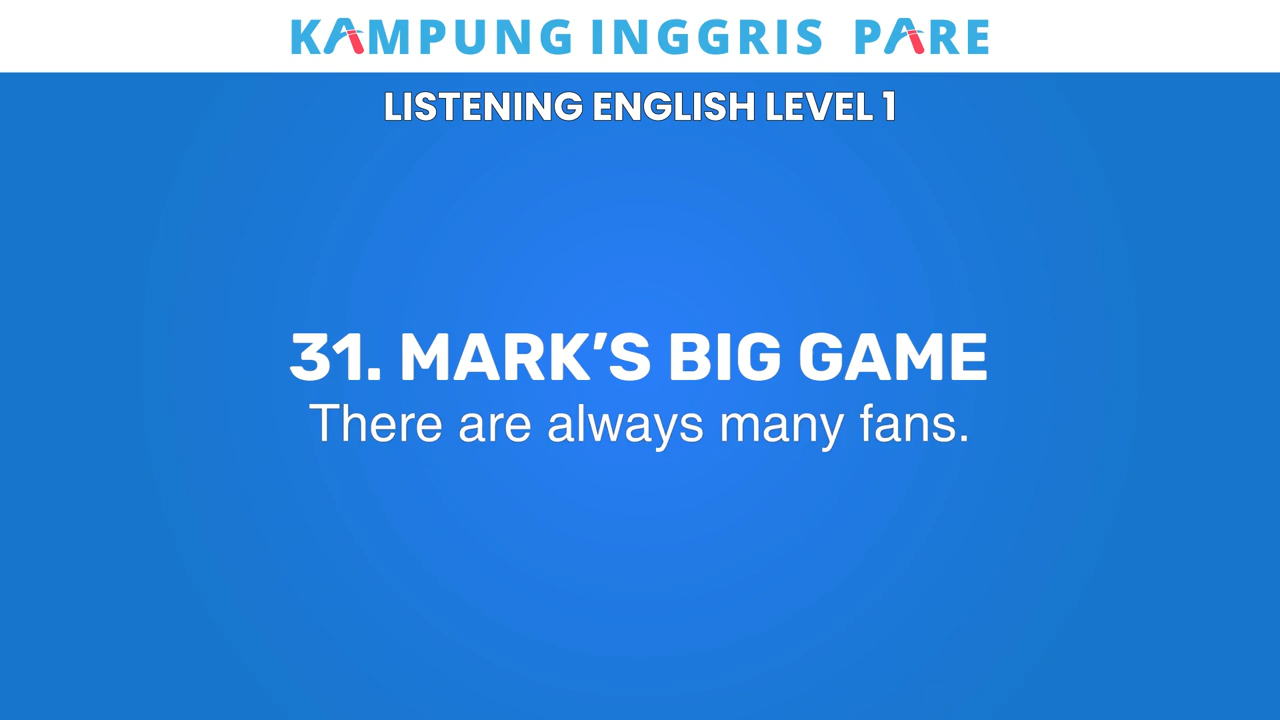 KAMPUNG INGGRIS PARE
LISTENING ENGLISH LEVEL 1
31. MARK'S BIG GAME
There are always many fans.